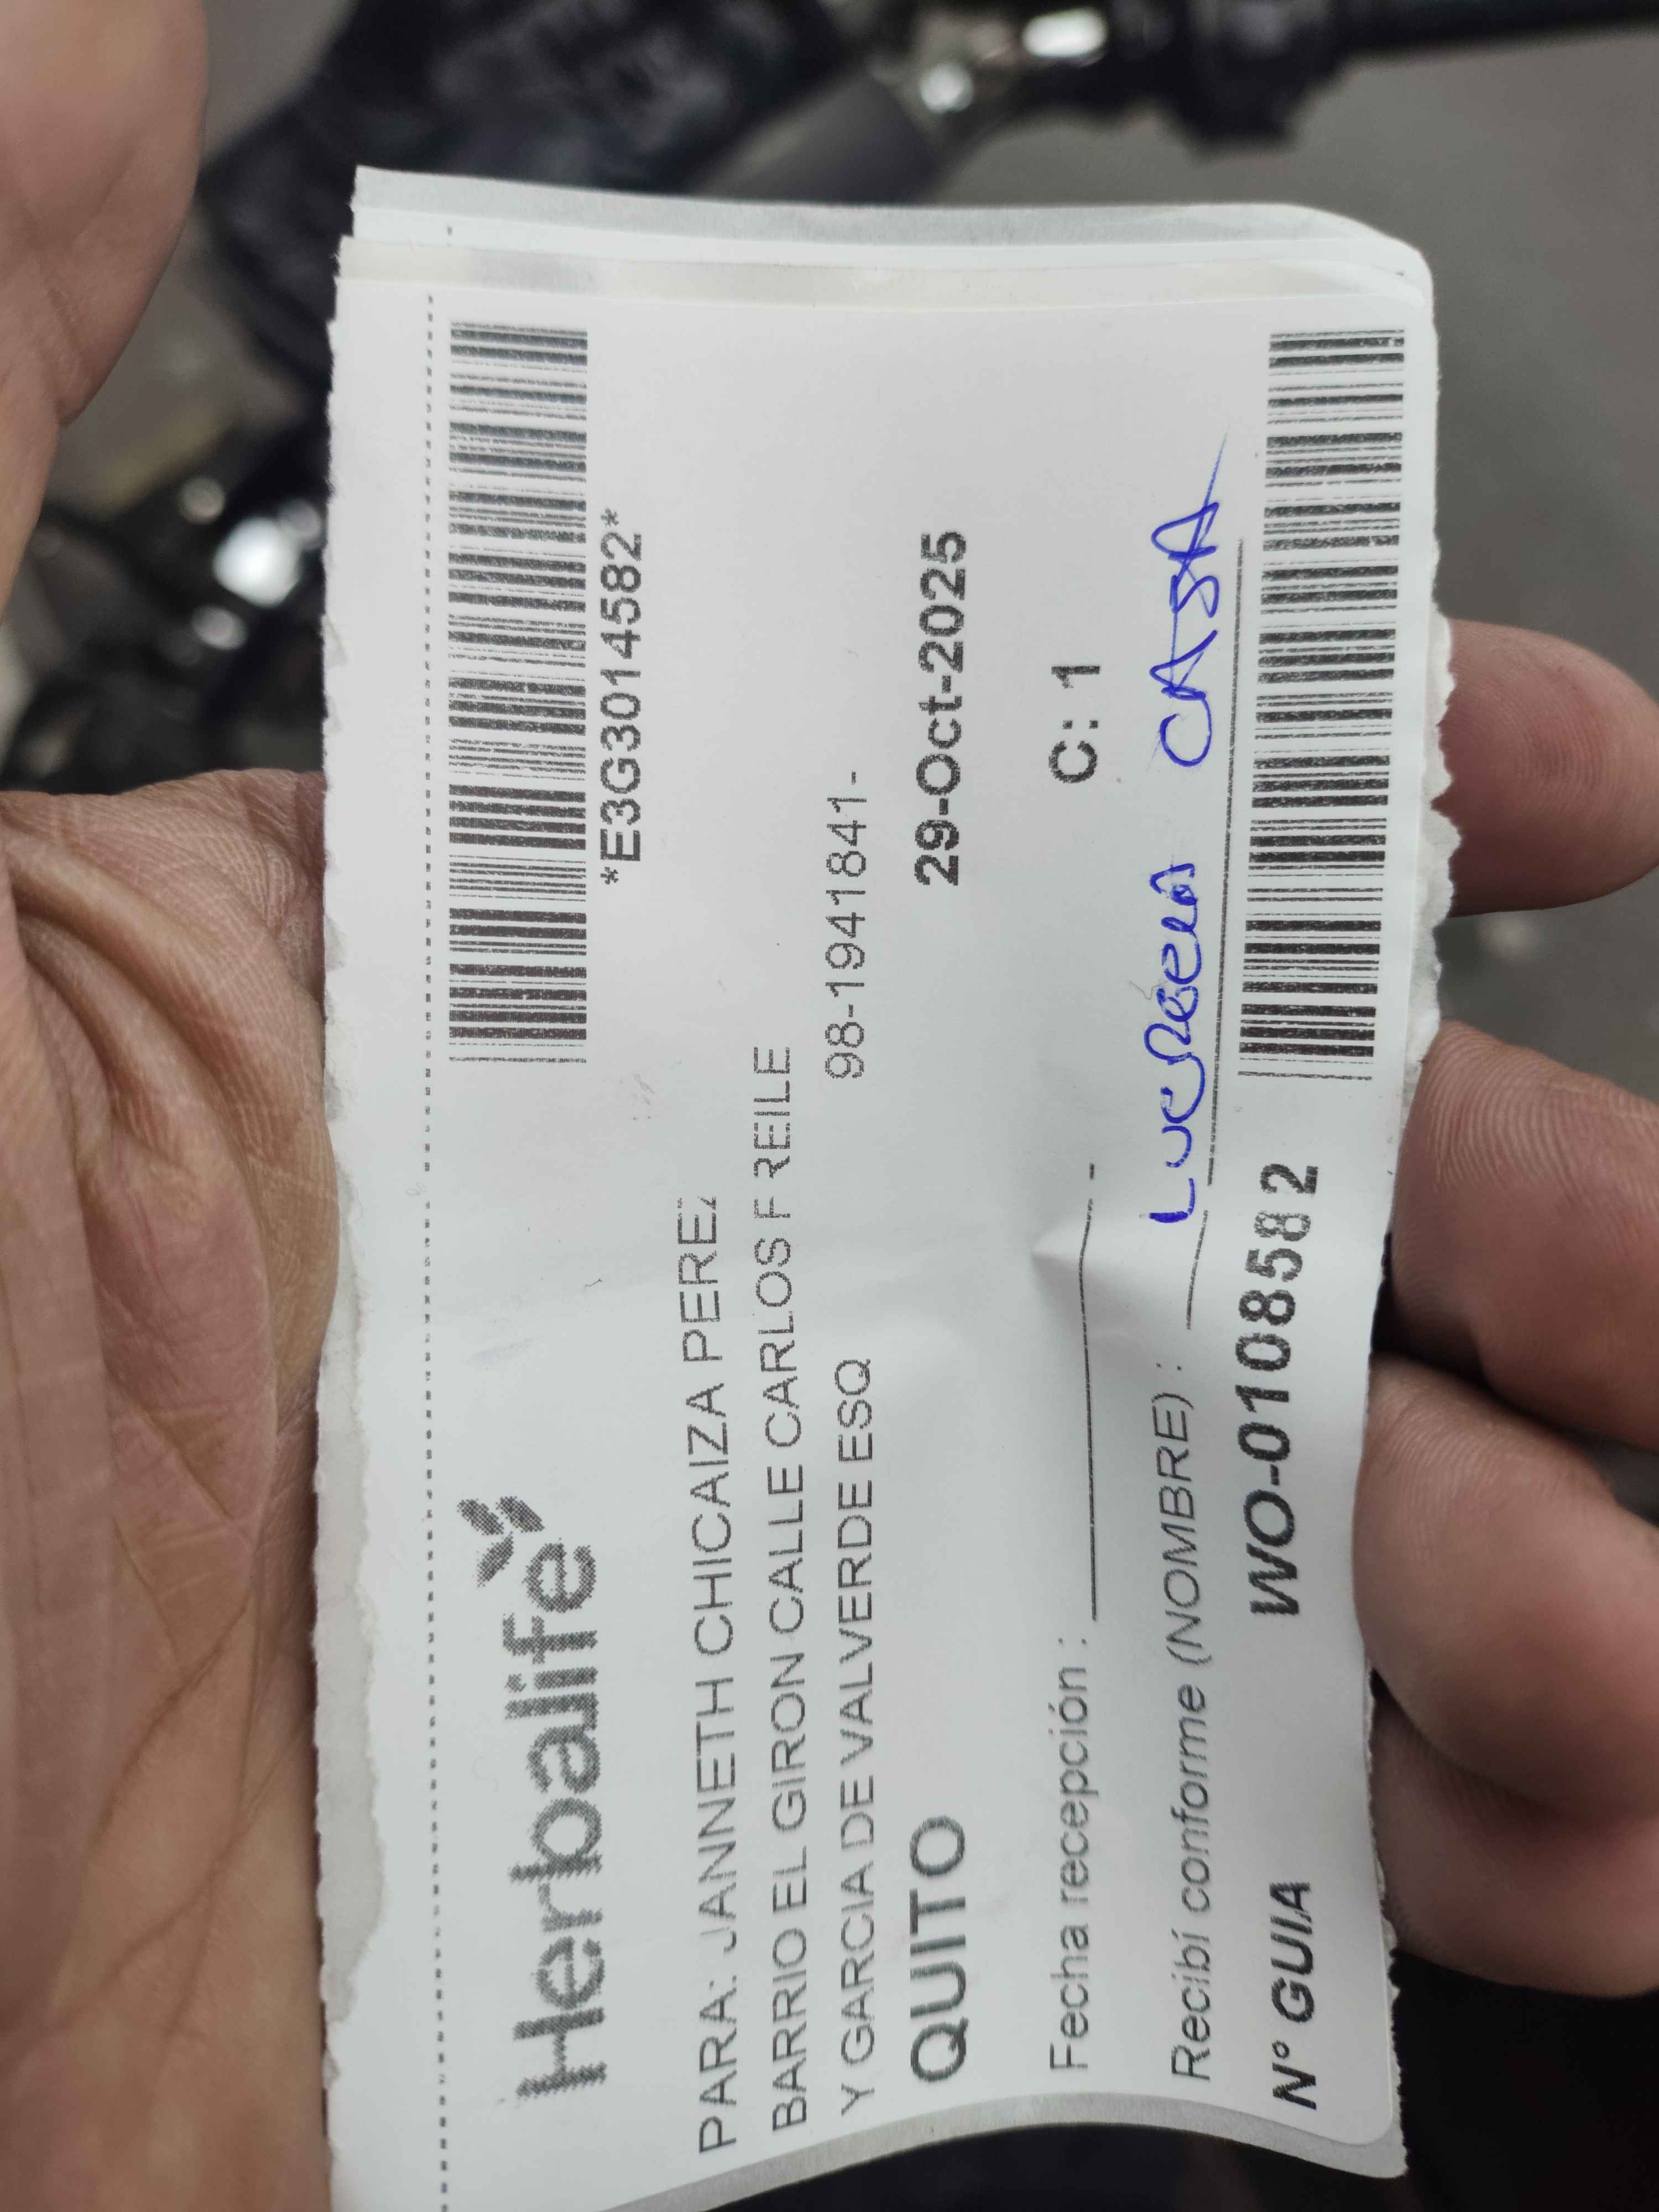 Herbalife
*E3G3014582*
PARA: JANNETH CHICAIZA PEREZ
BARRIO EL GIRON CALLE CARLOS FREILE
Y GARCIA DE VALVERDE ESQ 98-1941841-
QUITO 29-Oct-2025
Fecha recepción : C: 1
Recibí conforme (NOMBRE) : CASA
N° GUIA WO-0108582